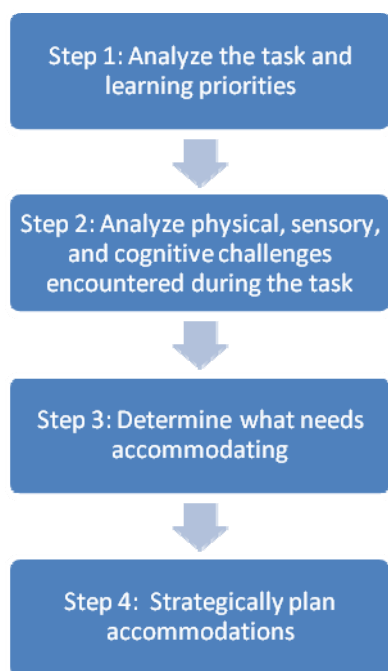 Step 1: Analyze the task and
learning priorities
Step 2: Analyze physical, sensory,
and cognitive challenges
encountered during the task
Step 3: Determine what needs
accommodating
Step 4:  Strategically plan
accommodations